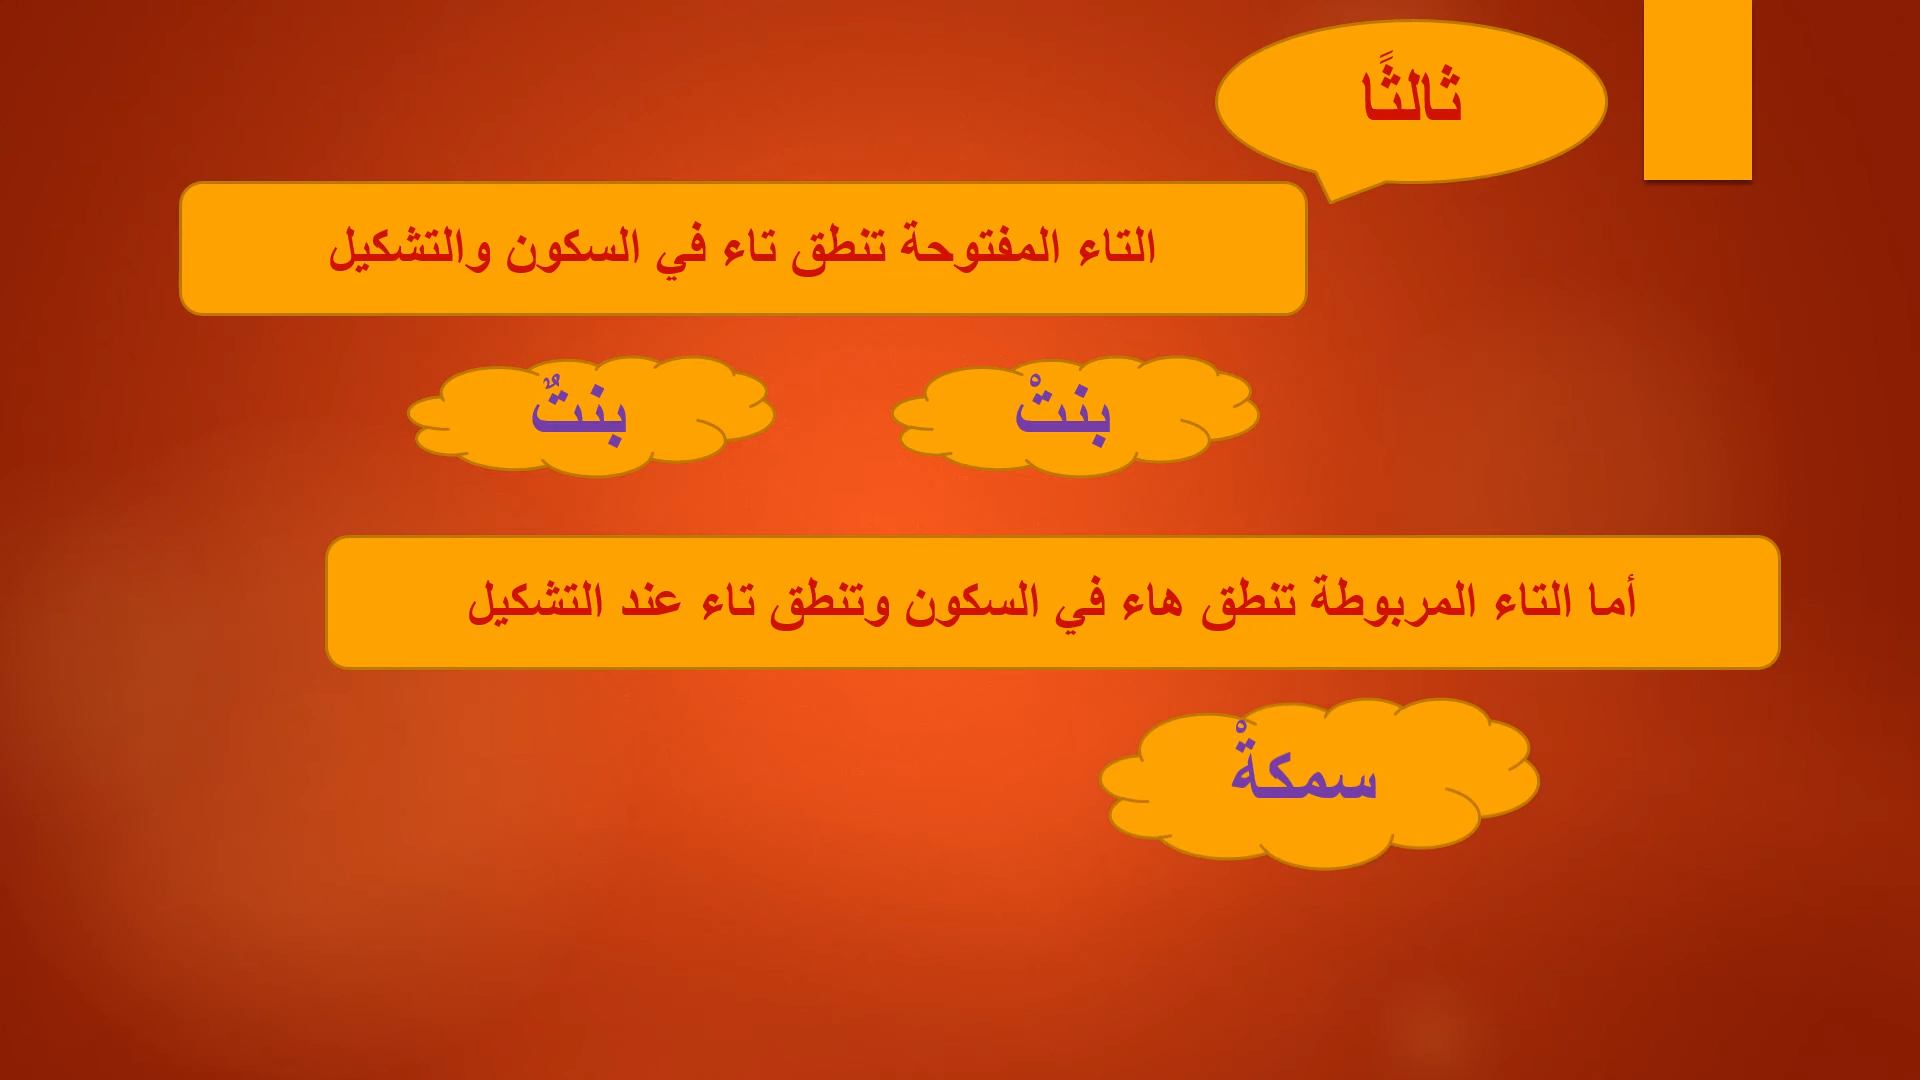 ثالثًا
التاء المفتوحة تنطق تاء في السكون والتشكيل
بنتْ
بنتٌ
أما التاء المربوطة تنطق هاء في السكون وتنطق تاء عند التشكيل
سمكةْ